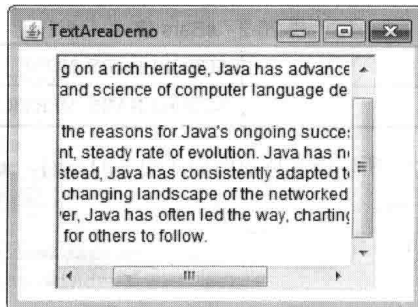 TextAreaDemo
g on a rich heritage, Java has advance
and science of computer language de
the reasons for Java's ongoing succes
nt, steady rate of evolution. Java has n
stead, Java has consistently adapted t
changing landscape of the networked
er, Java has often led the way, charting
for others to follow.